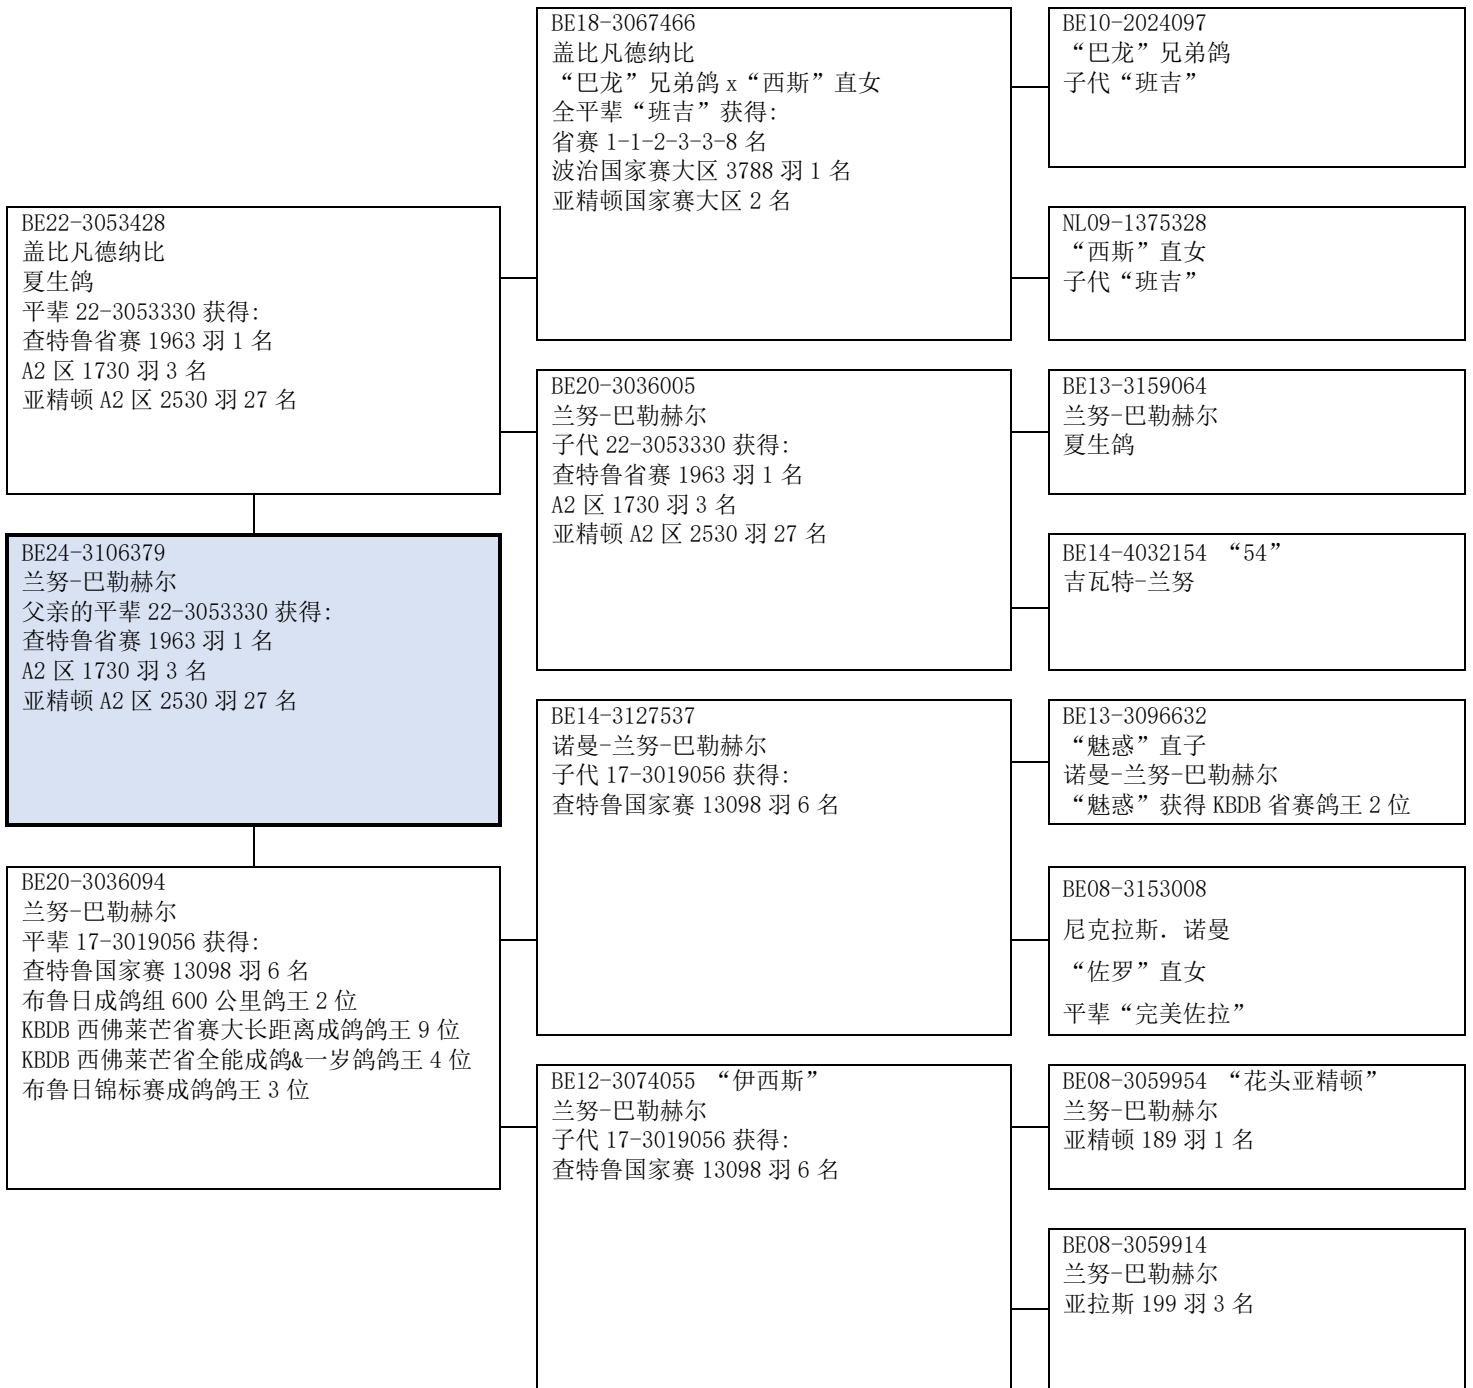 BE18-3067466
盖比凡德纳比
“巴龙”兄弟鸽 x“西斯”直女
全平辈“班吉”获得:
省赛 1-1-2-3-3-8 名
波治国家赛大区 3788 羽 1 名
亚精顿国家赛大区 2 名
BE10-2024097
“巴龙”兄弟鸽
子代“班吉”
BE22-3053428
盖比凡德纳比
夏生鸽
平辈 22-3053330 获得:
查特鲁省赛 1963 羽 1 名
A2 区 1730 羽 3 名
亚精顿 A2 区 2530 羽 27 名
NL09-1375328
“西斯”直女
子代“班吉”
BE20-3036005
兰努-巴勒赫尔
子代 22-3053330 获得:
查特鲁省赛 1963 羽 1 名
A2 区 1730 羽 3 名
亚精顿 A2 区 2530 羽 27 名
BE13-3159064
兰努-巴勒赫尔
夏生鸽
BE24-3106379
兰努-巴勒赫尔
父亲的平辈 22-3053330 获得:
查特鲁省赛 1963 羽 1 名
A2 区 1730 羽 3 名
亚精顿 A2 区 2530 羽 27 名
BE14-4032154 “54”
吉瓦特-兰努
BE14-3127537
诺曼-兰努-巴勒赫尔
子代 17-3019056 获得:
查特鲁国家赛 13098 羽 6 名
BE13-3096632
“魅惑”直子
诺曼-兰努-巴勒赫尔
“魅惑”获得 KBDB 省赛鸽王 2 位
BE20-3036094
兰努-巴勒赫尔
平辈 17-3019056 获得:
查特鲁国家赛 13098 羽 6 名
布鲁日成鸽组 600 公里鸽王 2 位
KBDB 西佛莱芒省赛大长距离成鸽鸽王 9 位
KBDB 西佛莱芒省全能成鸽&一岁鸽鸽王 4 位
布鲁日锦标赛成鸽鸽王 3 位
BE08-3153008
尼克拉斯．诺曼
“佐罗”直女
平辈“完美佐拉”
BE12-3074055 “伊西斯”
兰努-巴勒赫尔
子代 17-3019056 获得:
查特鲁国家赛 13098 羽 6 名
BE08-3059954 “花头亚精顿”
兰努-巴勒赫尔
亚精顿 189 羽 1 名
BE08-3059914
兰努-巴勒赫尔
亚拉斯 199 羽 3 名